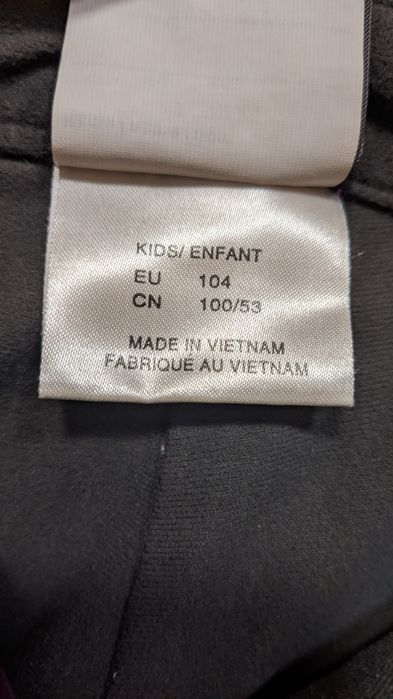 KIDS/ ENFANT
EU 104
CN 100/53
MADE IN VIETNAM
FABRIQUÉ AU VIETNAM